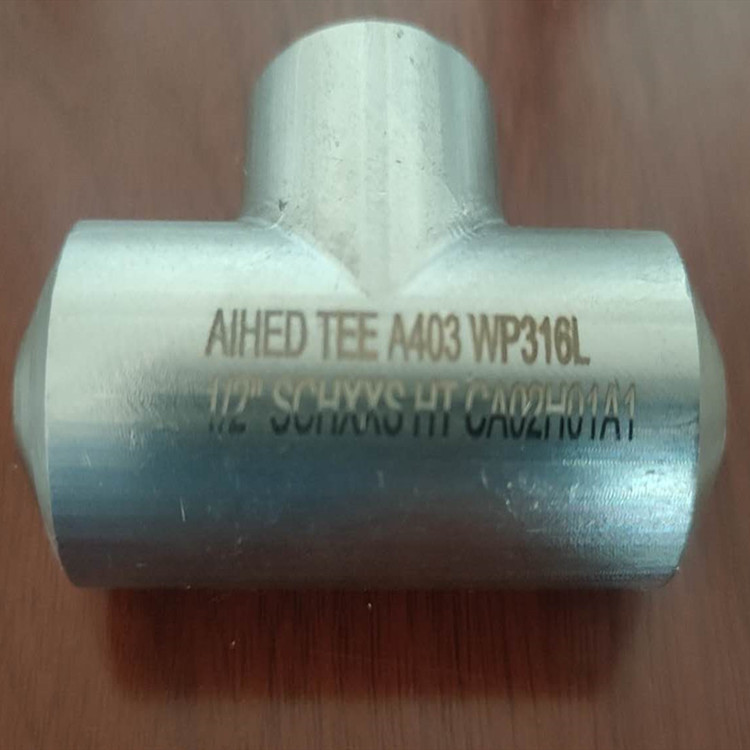 AIHED TEE A403 WP316L
1/2" SCHXXS HT CA02H01A1